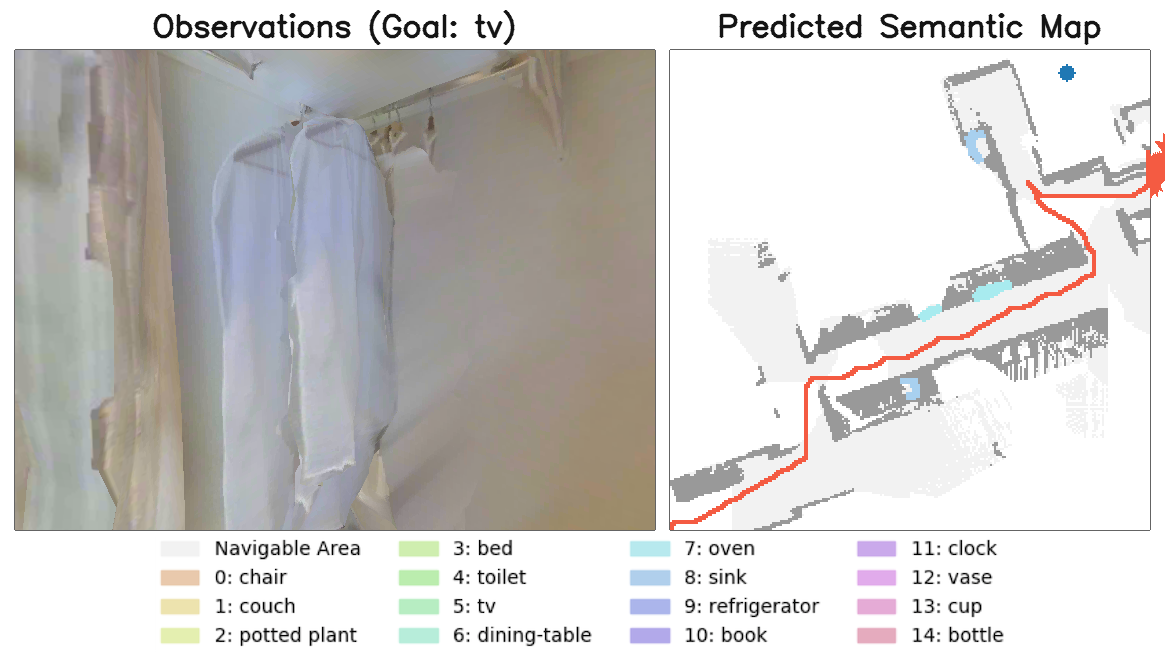 Observations (Goal: tv)
Predicted Semantic Map
Navigable Area
0: chair
1: couch
2: potted plant
3: bed
4: toilet
5: tv
6: dining-table
7: oven
8: sink
9: refrigerator
10: book
11: clock
12: vase
13: cup
14: bottle